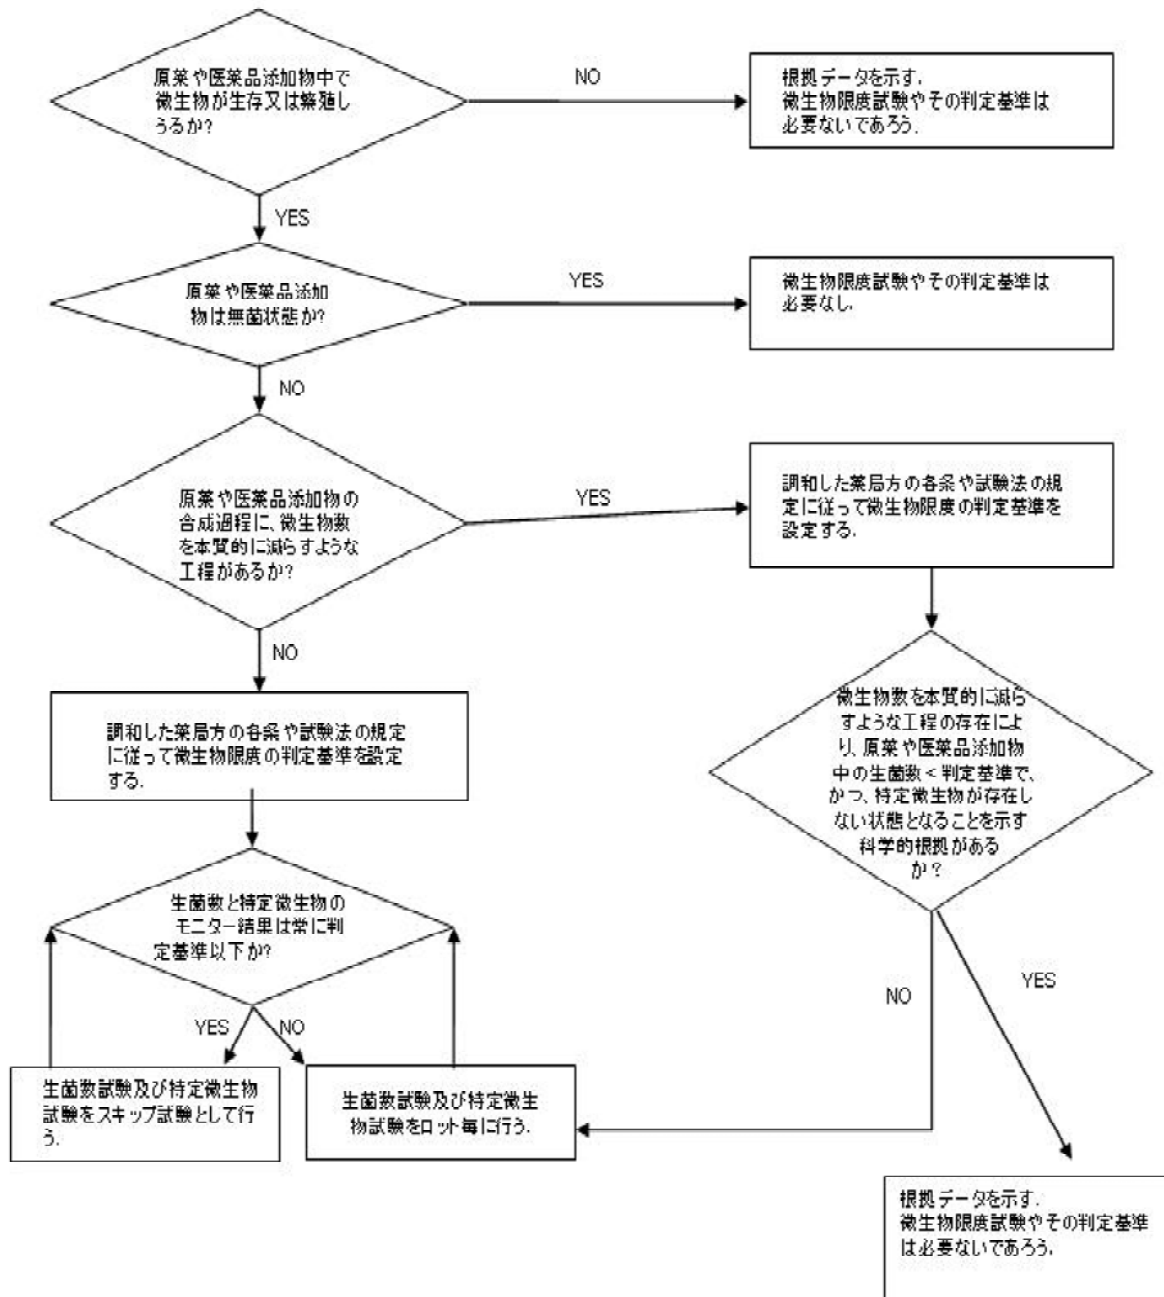 原薬や医薬品添加物中で
微生物が生存又は繁殖し
うるか?
NO
根拠データを示す.
微生物限度試験やその判定基準は
必要ないであろう.
YES
原薬や医薬品添加
物は無菌状態か?
YES
微生物限度試験やその判定基準は
必要なし.
NO
原薬や医薬品添加物の
合成過程に、微生物数
を本質的に減らすような
工程があるか?
YES
調和した薬局方の各条や試験法の規
定に従って微生物限度の判定基準を
設定する.
NO
調和した薬局方の各条や試験法の規定
に従って微生物限度の判定基準を設定
する.
微生物数を本質的に減ら
すような工程の存在によ
り、原薬や医薬品添加物
中の生菌数<判定基準で、
かつ、特定微生物が存在し
ない状態となることを示す
科学的根拠がある
か?
生菌数と特定微生物の
モニター結果は常に判
定基準以下か?
YES
NO
NO
YES
生菌数試験及び特定微生物
試験をスキップ試験として行
う.
生菌数試験及び特定微生
物試験をロット毎に行う.
根拠データを示す.
微生物限度試験やその判定基準
は必要ないであろう.